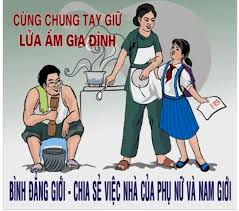 CÙNG CHUNG TAY GIỮ
LỬA ẤM GIA ĐÌNH
10
BÌNH ĐẲNG GIỚI - CHIA SẺ VIỆC NHÀ CỦA PHỤ NỮ VÀ NAM GIỚI